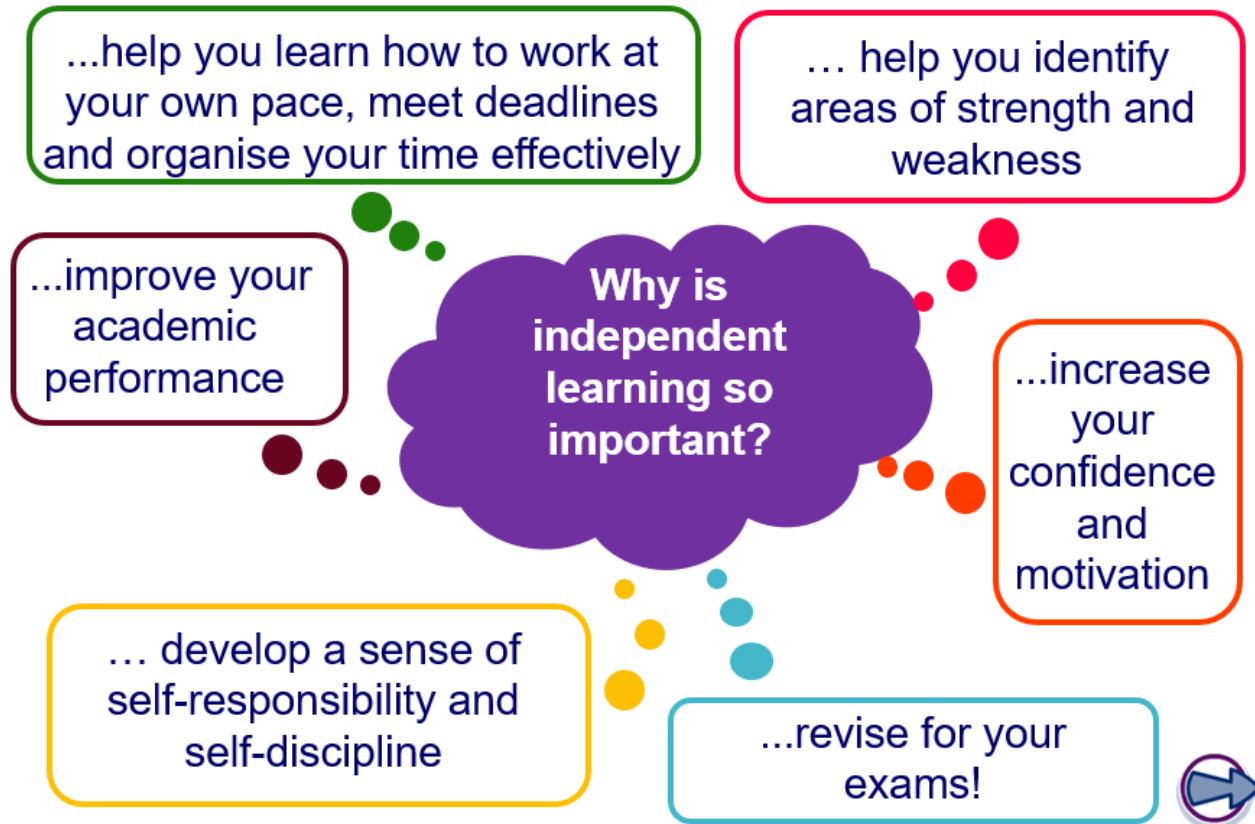 ...help you learn how to work at
your own pace, meet deadlines
and organise your time effectively
… help you identify
areas of strength and
weakness
...improve your
academic
performance
Why is
independent
learning so
important?
...increase
your
confidence
and
motivation
… develop a sense of
self-responsibility and
self-discipline
...revise for your
exams!